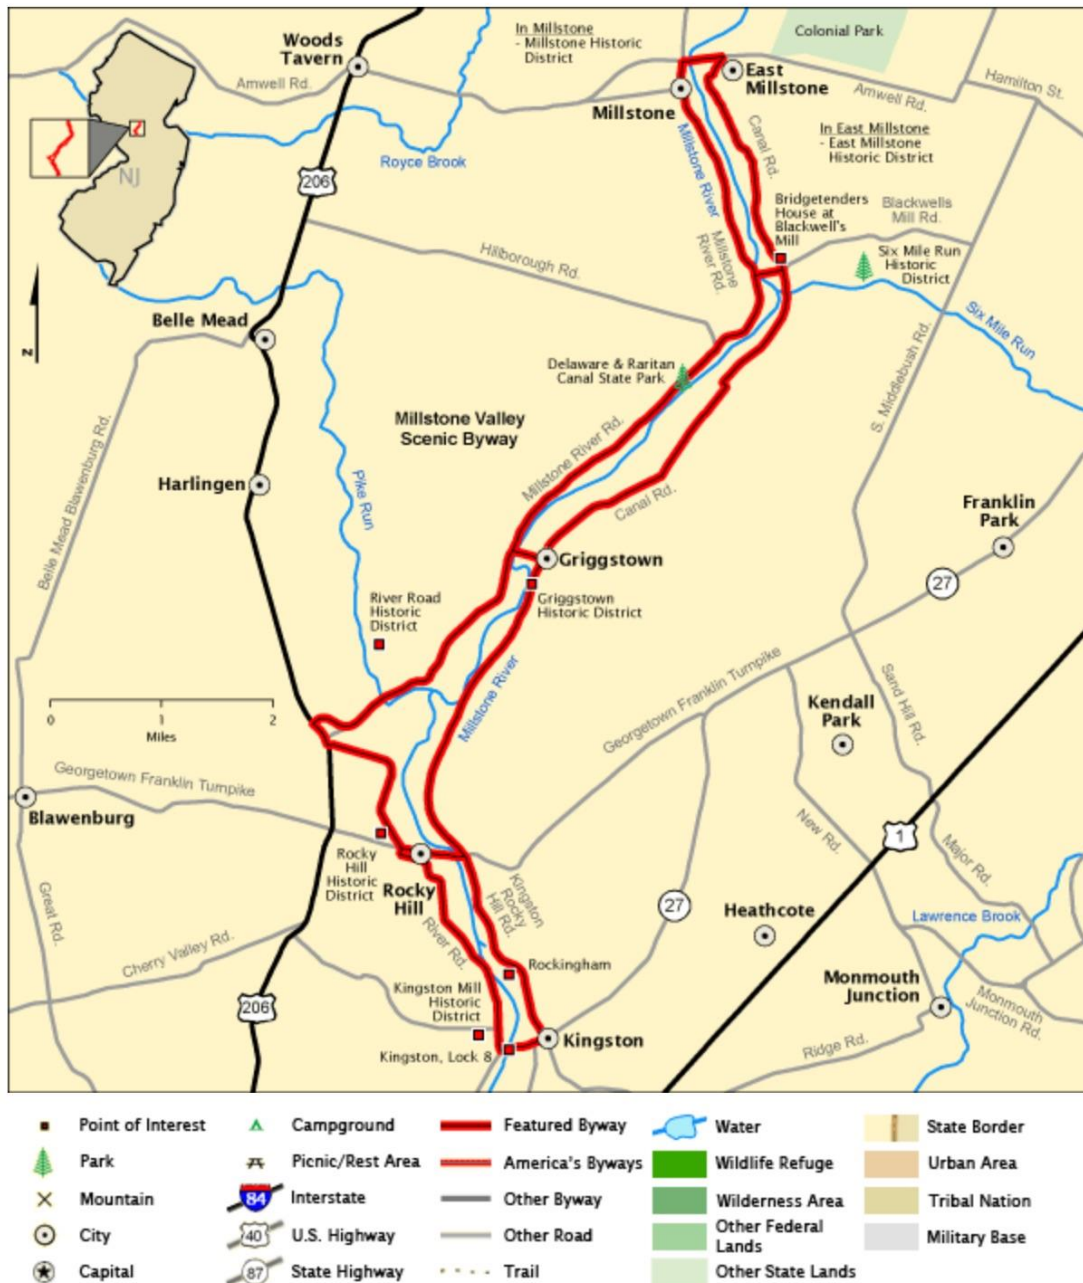 Woods
Tavern
In Millstone
- Millstone Historic
District
Colonial Park
East
Millstone
Amwell Rd.
Millstone
Amwell Rd.
Hamilton St.
Canal Rd.
In East Millstone
- East Millstone
Historic District
NJ
206
Royce Brook
Millstone River
Bridgetenders
House at
Blackwell's
Mill
Blackwells
Mill Rd.
Millstone
River Rd.
Hillborough Rd.
Six Mile Run
Historic
District
Six Mile Run
Belle Mead
N
Delaware & Raritan
Canal State Park
S. Middlebush Rd.
Millstone Valley
Scenic Byway
Belle Mead Blawenburg Rd.
Harlingen
Pike Run
Millstone River Rd.
Canal Rd.
Franklin
Park
Griggstown
27
River Road
Historic
District
Griggstown
Historic District
Millstone River
Georgetown Franklin Turnpike
Kendall
Park
Sand Hill Rd.
0 1 2
Miles
Georgetown Franklin Turnpike
Blawenburg
New Rd.
1
Major Rd.
Rocky
Hill
Historic
District
Rocky
Hill
Kingston
Rocky
Hill Rd.
27
Heathcote
Lawrence Brook
Great Rd.
Cherry Valley Rd.
River Rd.
Rockingham
206
Kingston Mill
Historic
District
Monmouth
Junction
Monmouth
Junction Rd.
Kingston, Lock 8
Kingston
Ridge Rd.
Point of Interest
Park
Mountain
City
Capital
Campground
Picnic/Rest Area
84 Interstate
40 U.S. Highway
87 State Highway
Featured Byway
America's Byways
Other Byway
Other Road
Trail
Water
Wildlife Refuge
Wilderness Area
Other Federal
Lands
Other State Lands
State Border
Urban Area
Tribal Nation
Military Base